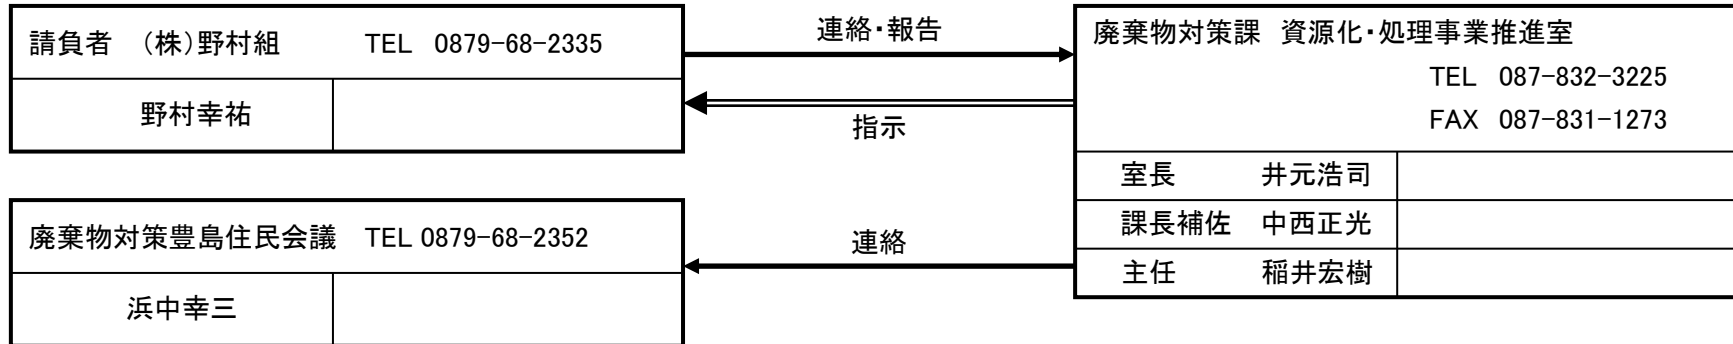 請負者 （株）野村組 TEL 0879-68-2335
野村幸祐
連絡・報告
指示
廃棄物対策課 資源化・処理事業推進室
TEL 087-832-3225
FAX 087-831-1273
室長 井元浩司
課長補佐 中西正光
主任 稲井宏樹
廃棄物対策豊島住民会議 TEL 0879-68-2352
浜中幸三
連絡